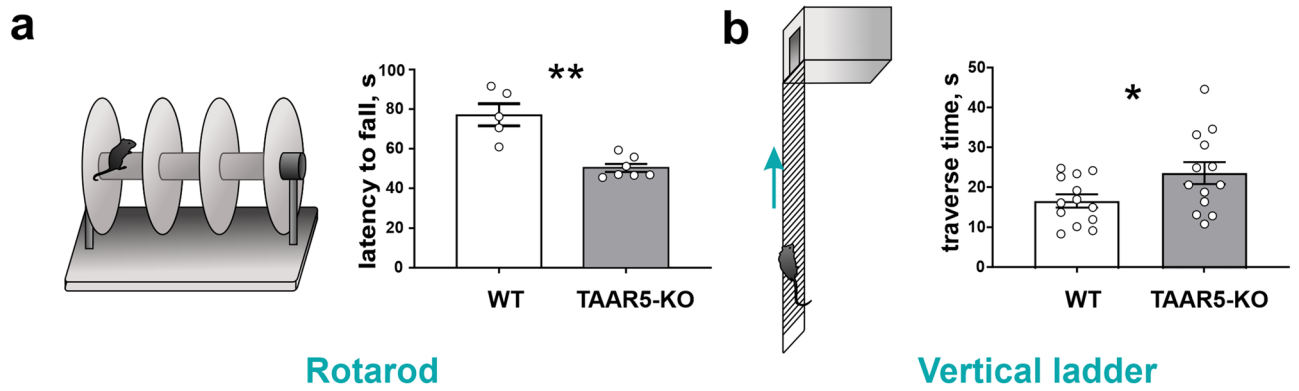 a
latency to fall, s
100
80
60
40
20
0
**
WT
TAAR5-KO
Rotarod
b
traverse time, s
50
40
30
20
10
0
*
WT
TAAR5-KO
Vertical ladder